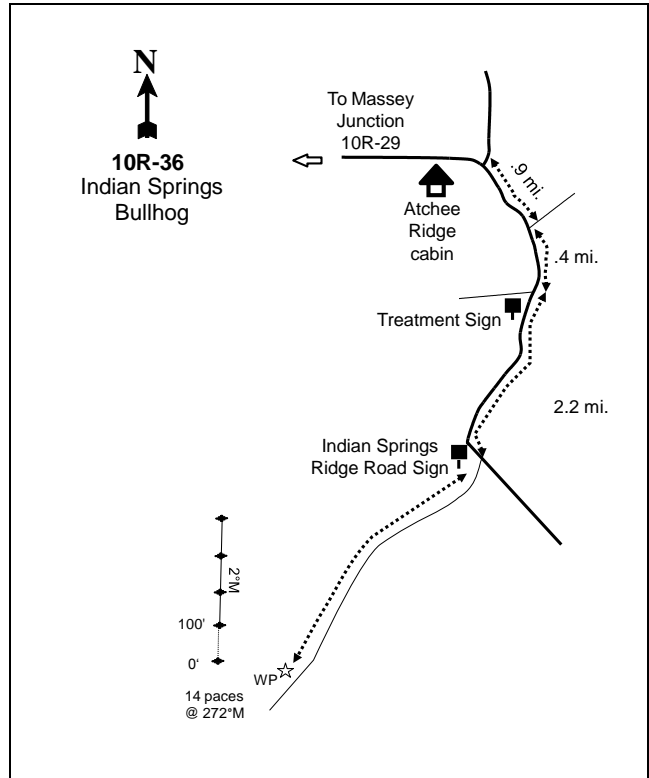 N
10R-36
Indian Springs
Bullhog
To Massey
Junction
10R-29
Atchee
Ridge
cabin
.9 mi.
.4 mi.
Treatment Sign
2.2 mi.
Indian Springs
Ridge Road Sign
2°M
100'
0'
WP
14 paces
@ 272°M